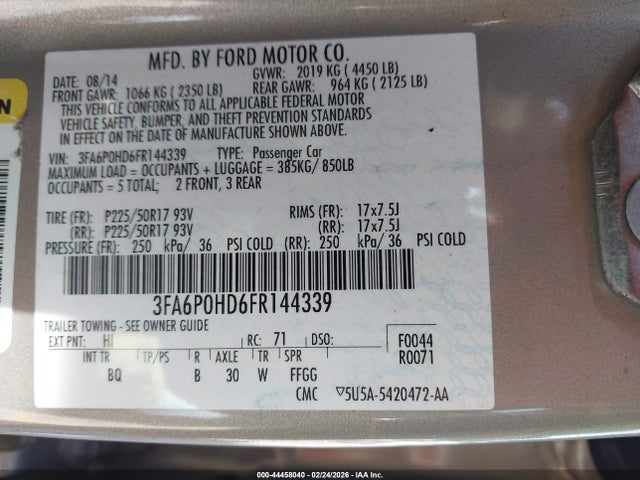 MFD. BY FORD MOTOR CO.
DATE: 08/14 GVWR: 2019 KG ( 4450 LB)
FRONT GAWR: 1066 KG ( 2350 LB) REAR GAWR: 964 KG ( 2125 LB)
THIS VEHICLE CONFORMS TO ALL APPLICABLE FEDERAL MOTOR
VEHICLE SAFETY, BUMPER, AND THEFT PREVENTION STANDARDS
IN EFFECT ON THE DATE OF MANUFACTURE SHOWN ABOVE.
VIN: 3FA6P0HD6FR144339 TYPE: Passenger Car
MAXIMUM LOAD = OCCUPANTS + LUGGAGE = 385KG/ 850LB
OCCUPANTS = 5 TOTAL; 2 FRONT, 3 REAR
TIRE (FR): P225/50R17 93V RIMS (FR): 17x7.5J
(RR): P225/50R17 93V (RR): 17x7.5J
PRESSURE (FR): 250 kPa/ 36 PSI COLD (RR): 250 kPa/ 36 PSI COLD
3FA6P0HD6FR144339
TRAILER TOWING - SEE OWNER GUIDE
EXT PNT: HI RC: 71 DSO: F0044
INT TR TP/PS R AXLE TR SPR R0071
BQ B 30 W FFGG
CMC ▽5U5A-5420472-AA
000-44458040 - 02/24/2026 - IAA Inc.